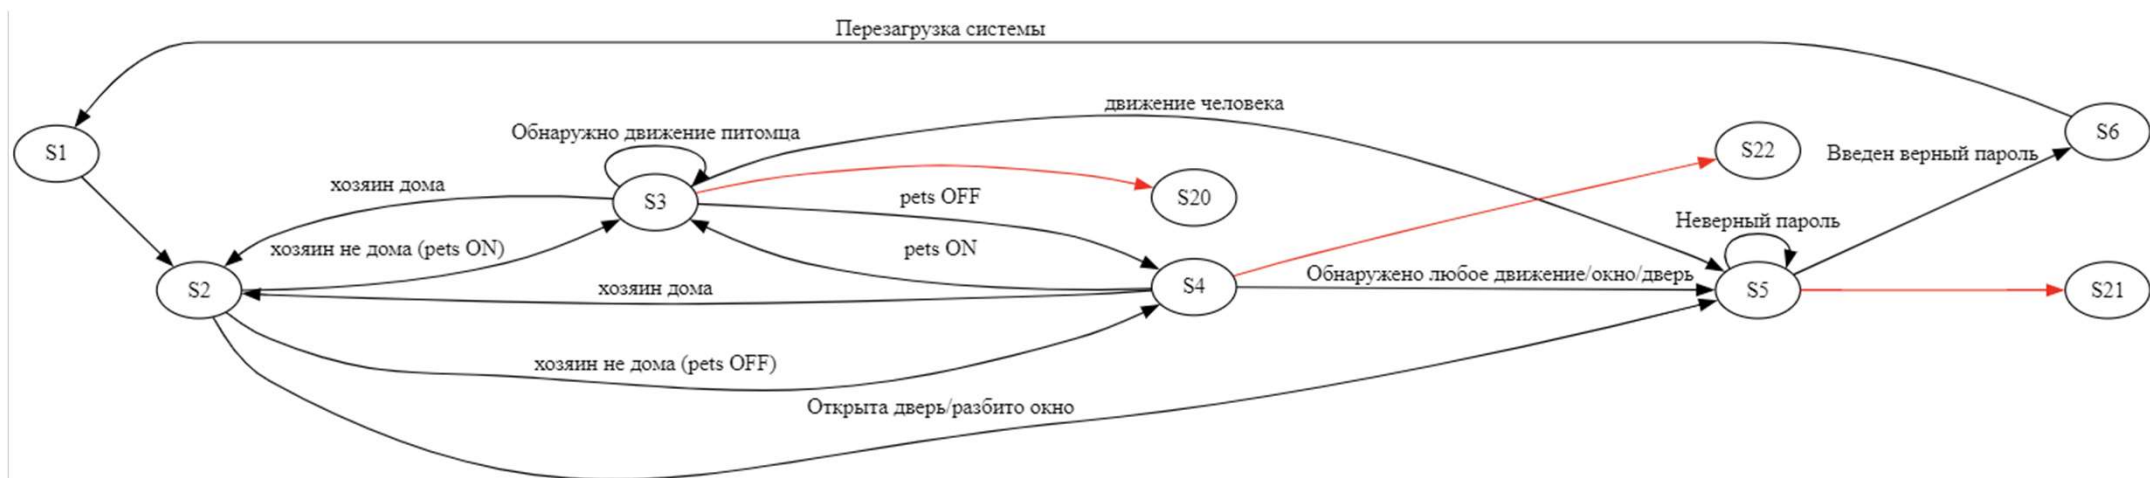 Перезагрузка системы
движение человека
Обнаружно движение питомца
S1
S6
S22
Введен верный пароль
хозяин дома
S3
pets OFF
S20
Неверный пароль
хозяин не дома (pets ON)
pets ON
S2
хозяин дома
S4
Обнаружено любое движение/окно/дверь
S5
S21
хозяин не дома (pets OFF)
Открыта дверь/разбито окно